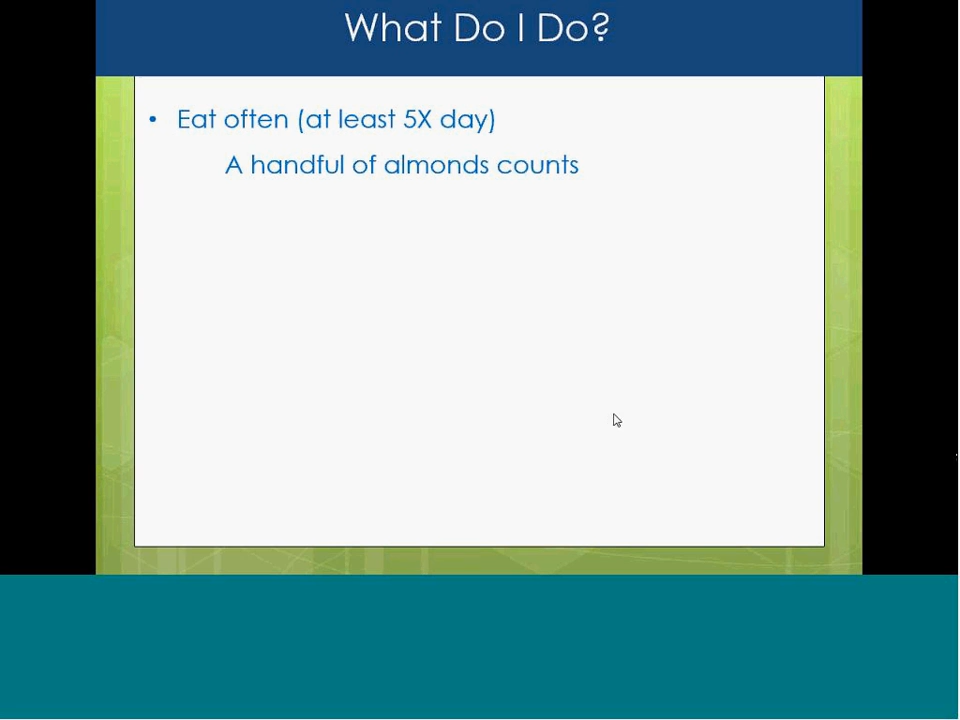 What Do I Do?
• Eat often (at least 5X day)
A handful of almonds counts